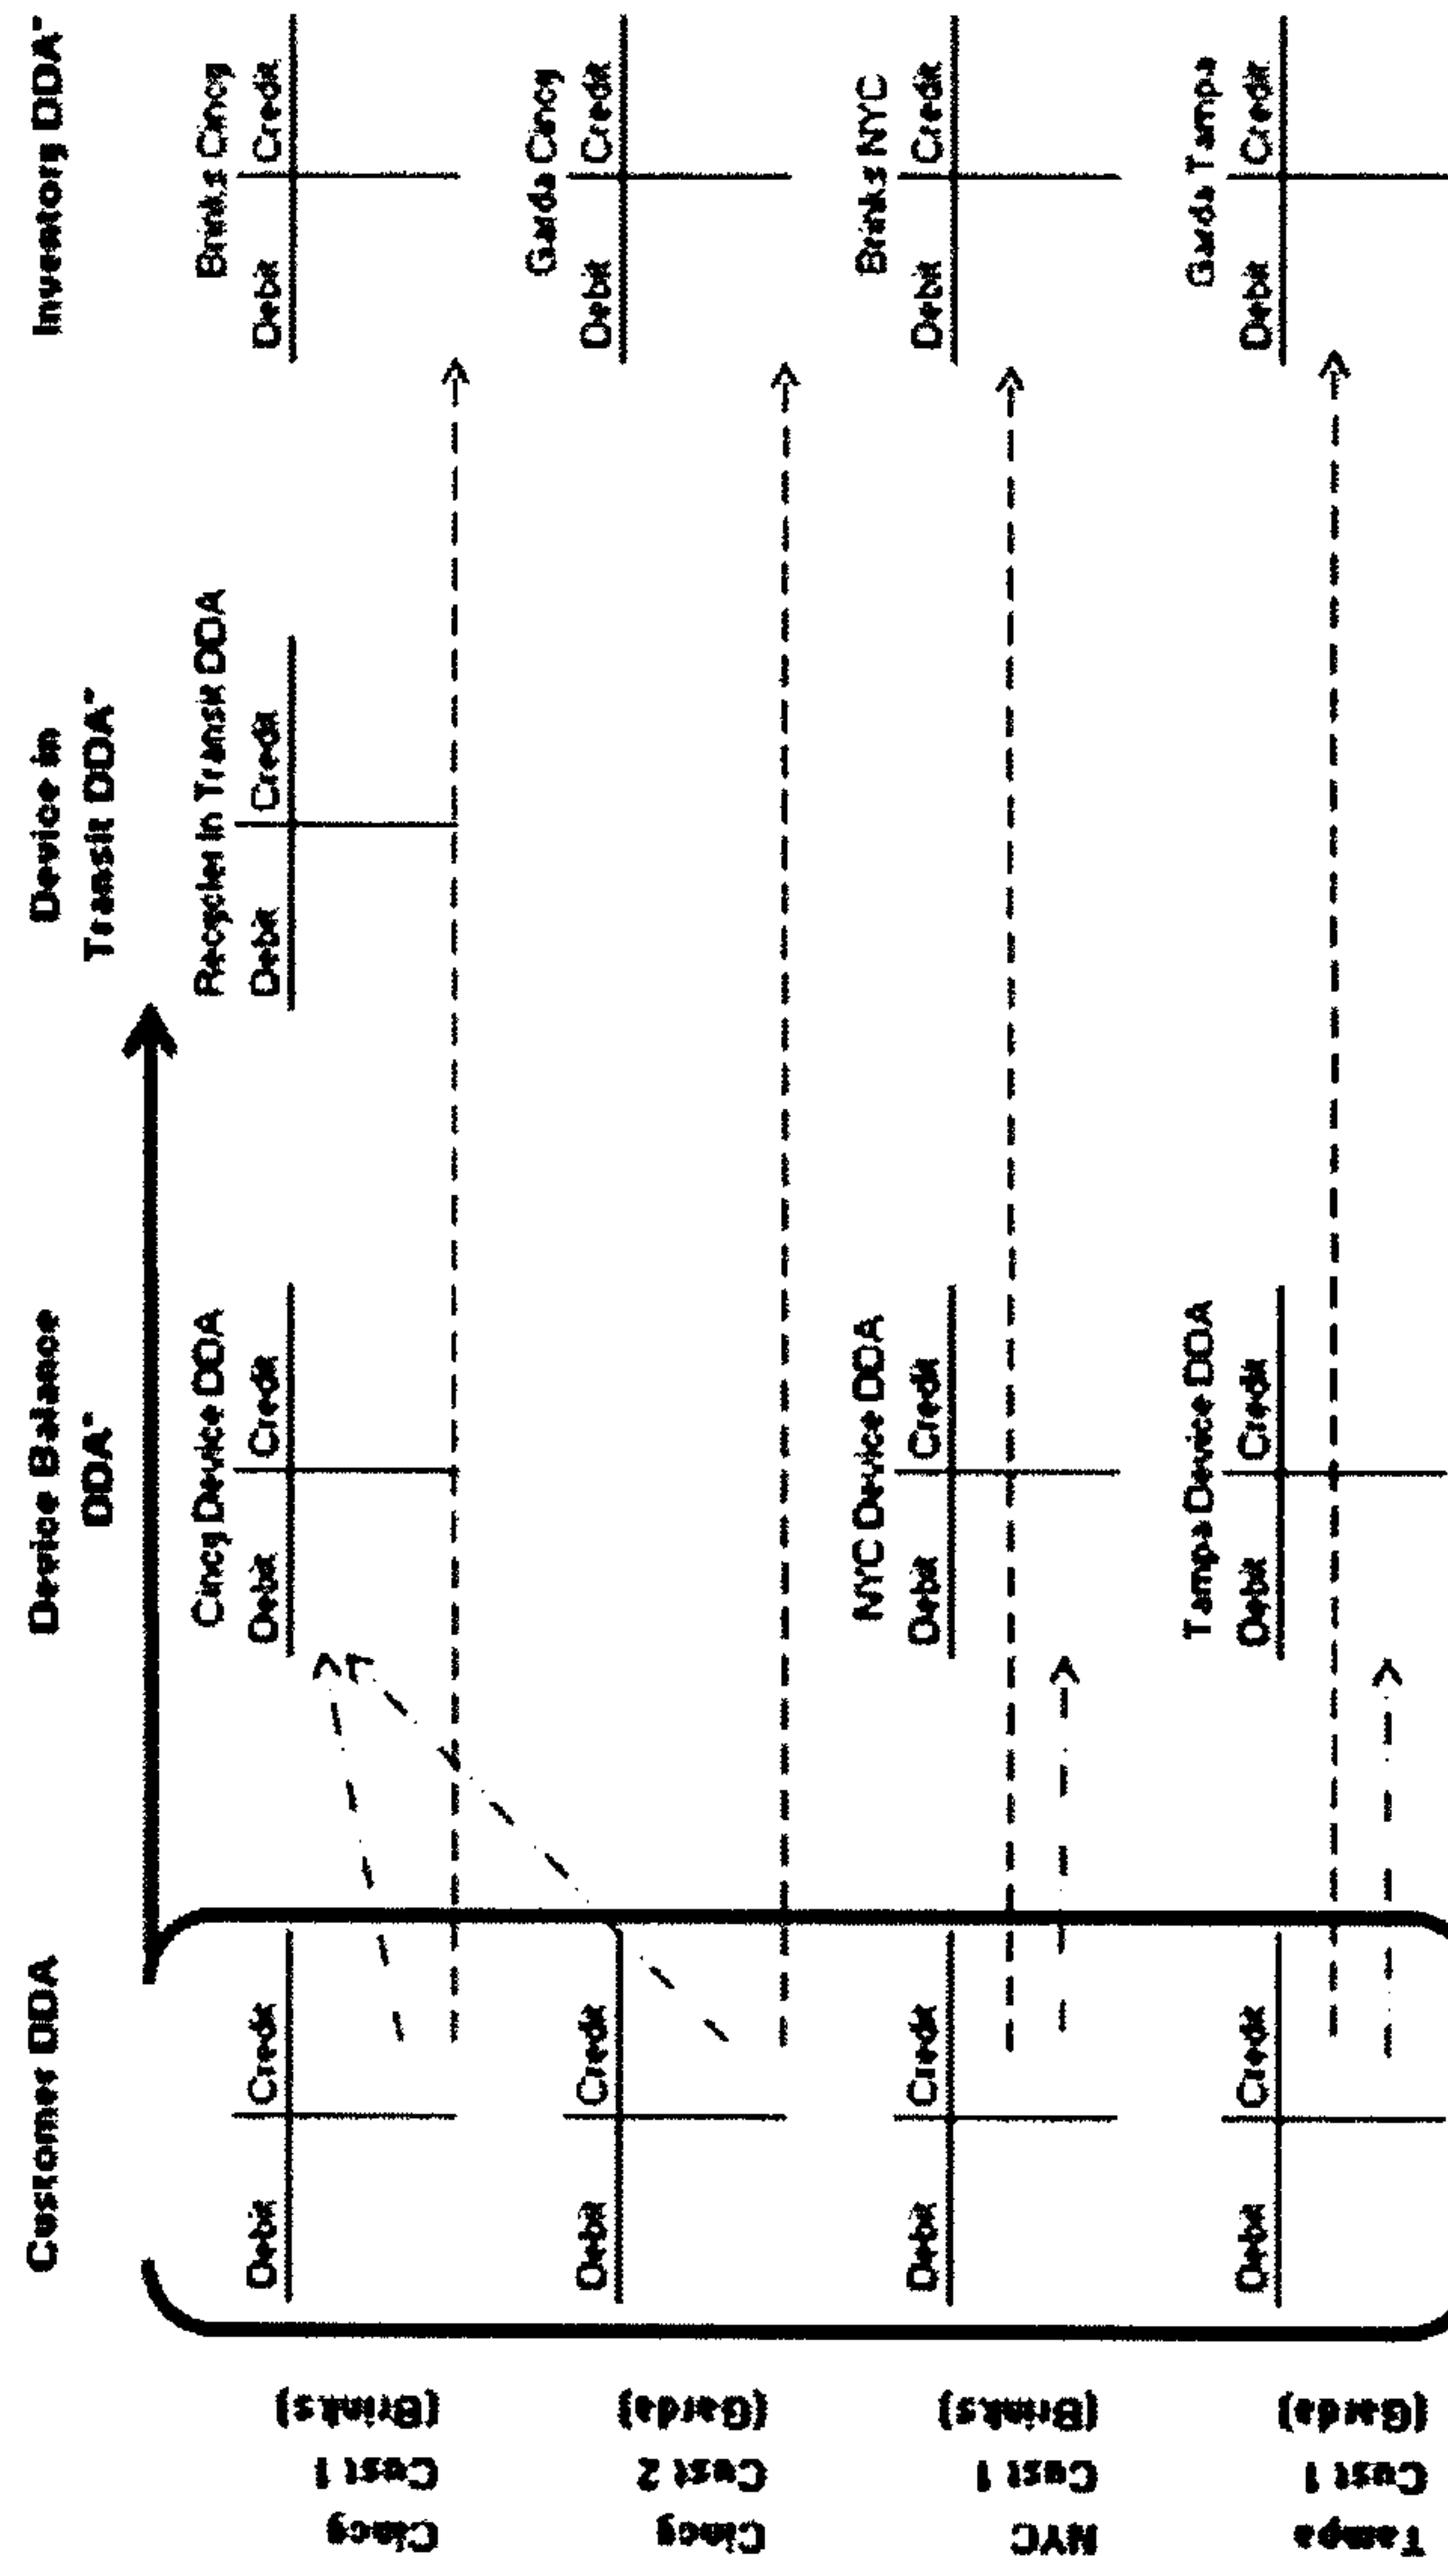 Customer DDA
Device Balance
DDA"
Device in
Transit DDA"
Inventory DDA"
Cincy
Cust 1
(Brinks)
Debit Credit
Cincy Device DDA
Debit Credit
Recycler In Transit DDA
Debit Credit
Brinks Cincy
Debit Credit
Cincy
Cust 2
(Garda)
Debit Credit
Garda Cincy
Debit Credit
NYC
Cust 1
(Brinks)
Debit Credit
NYC Device DDA
Debit Credit
Brinks NYC
Debit Credit
Tampa
Cust 1
(Garda)
Debit Credit
Tampa Device DDA
Debit Credit
Garda Tampa
Debit Credit